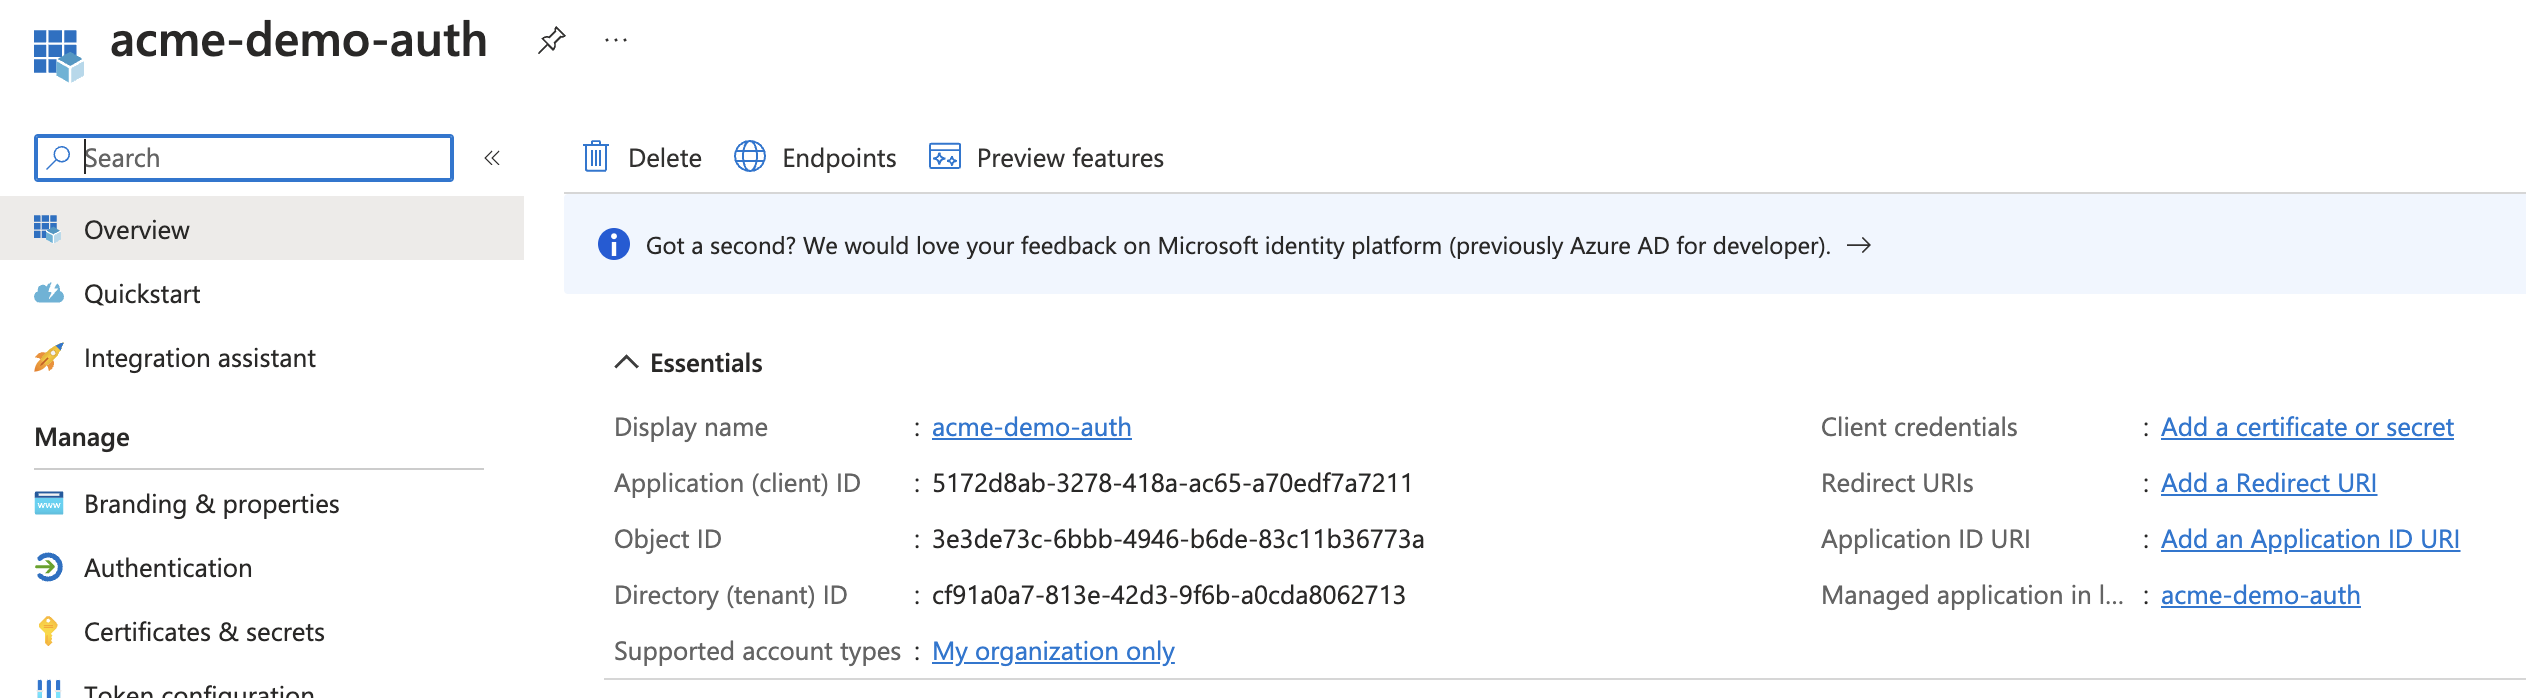 acme-demo-auth
...
Search
«
Overview
Quickstart
Integration assistant
Manage
Branding & properties
Authentication
Certificates & secrets
Token configuration
Delete
Endpoints
Preview features
Got a second? We would love your feedback on Microsoft identity platform (previously Azure AD for developer). →
Essentials
Display name : acme-demo-auth
Application (client) ID : 5172d8ab-3278-418a-ac65-a70edf7a7211
Object ID : 3e3de73c-6bbb-4946-b6de-83c11b36773a
Directory (tenant) ID : cf91a0a7-813e-42d3-9f6b-a0cda8062713
Supported account types : My organization only
Client credentials : Add a certificate or secret
Redirect URIs : Add a Redirect URI
Application ID URI : Add an Application ID URI
Managed application in l... : acme-demo-auth